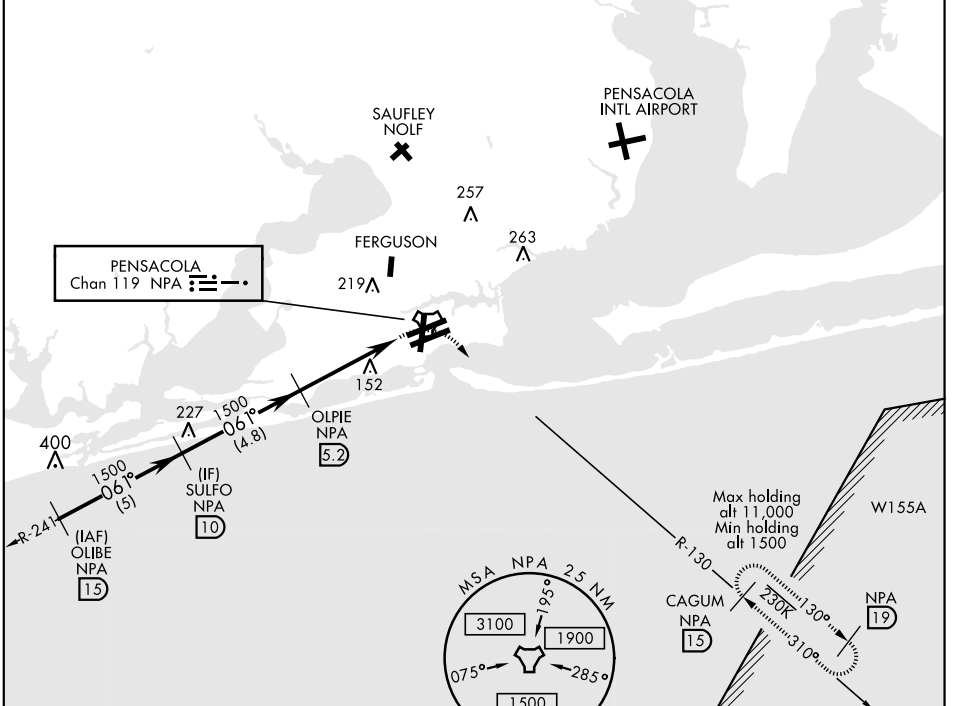 PENSACOLA
INTL AIRPORT
SAUFLEY
NOLF
257
263
FERGUSON
219
PENSACOLA
Chan 119 NPA
152
OLPIE
NPA
5.2
1500
061°
(4.8)
227
400
1500
061°
(5)
(IF)
SULFO
NPA
10
R-241
(IAF)
OLIBE
NPA
15
Max holding
alt 11,000
Min holding
alt 1500
W155A
R-130
CAGUM
NPA
15
230K
130°
310°
NPA
19
MSA NPA 25 NM
195°
3100
1900
075°
285°
1500